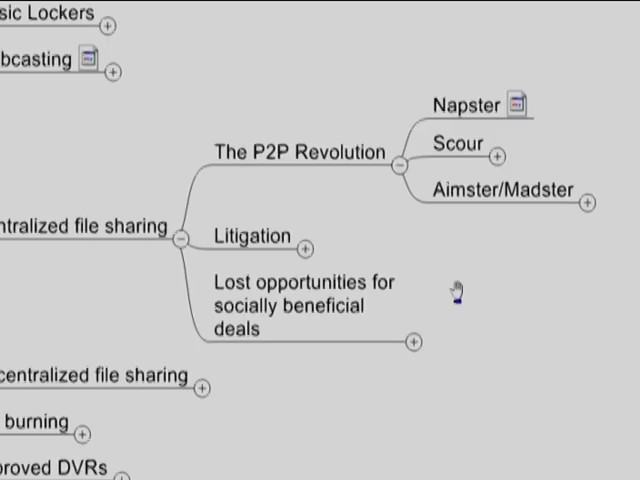 sic Lockers
bcasting
Napster
The P2P Revolution
Scour
Aimster/Madster
ntralized file sharing
Litigation
Lost opportunities for
socially beneficial
deals
centralized file sharing
burning
proved DVRs